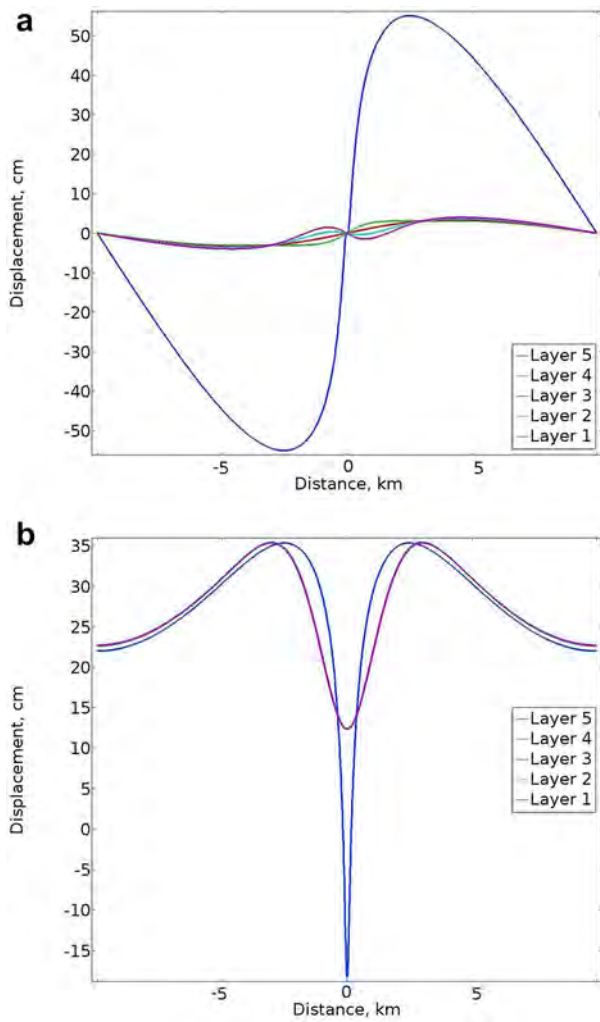 a
50
40
30
20
10
0
-10
-20
-30
-40
-50
Displacement, cm
Layer 5
Layer 4
Layer 3
Layer 2
Layer 1
-5 0 5
Distance, km
b
35
30
25
20
15
10
5
0
-5
-10
-15
Displacement, cm
Layer 5
Layer 4
Layer 3
Layer 2
Layer 1
-5 0 5
Distance, km